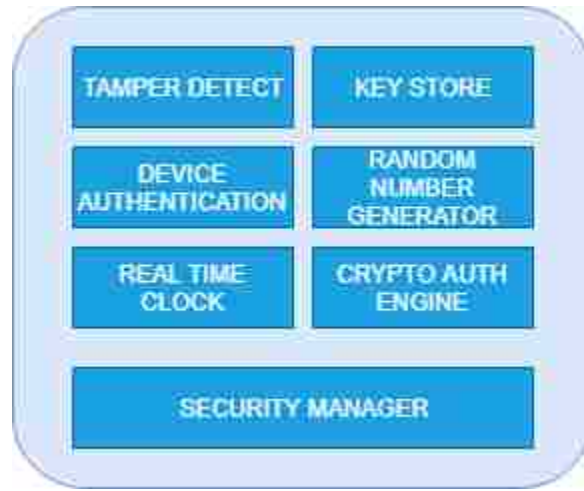 TAMPER DETECT
KEY STORE
DEVICE
AUTHENTICATION
RANDOM
NUMBER
GENERATOR
REAL TIME
CLOCK
CRYPTO AUTH
ENGINE
SECURITY MANAGER